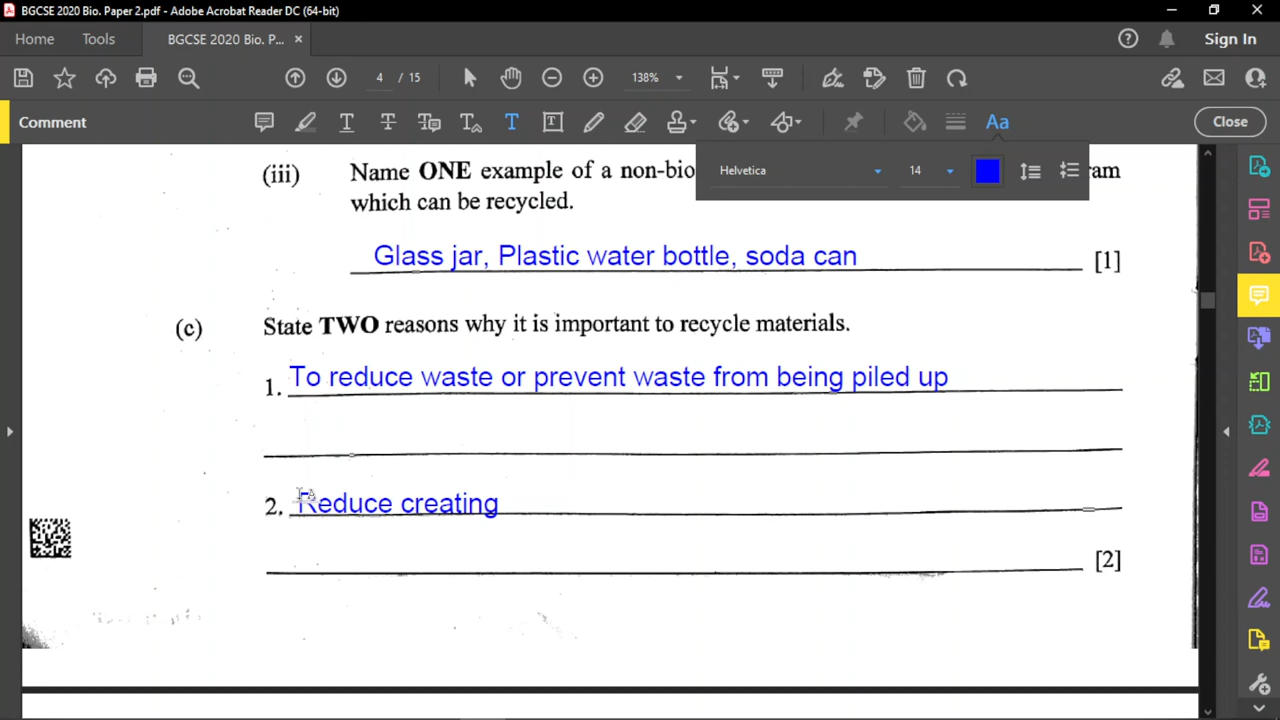 BGCSE 2020 Bio. Paper 2.pdf - Adobe Acrobat Reader DC (64-bit)
Home Tools BGCSE 2020 Bio. P... Sign In
4 / 15 138%
Comment Close
Aa
Helvetica 14
(iii) Name ONE example of a non-bio ram
which can be recycled.
Glass jar, Plastic water bottle, soda can [1]
(c) State TWO reasons why it is important to recycle materials.
1. To reduce waste or prevent waste from being piled up
2. Reduce creating
[2]